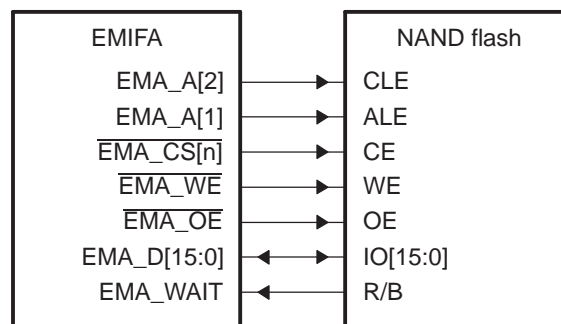 EMIFA NAND flash
EMA_A[2] CLE
EMA_A[1] ALE
EMA_CS[n] CE
EMA_WE WE
EMA_OE OE
EMA_D[15:0] IO[15:0]
EMA_WAIT R/B